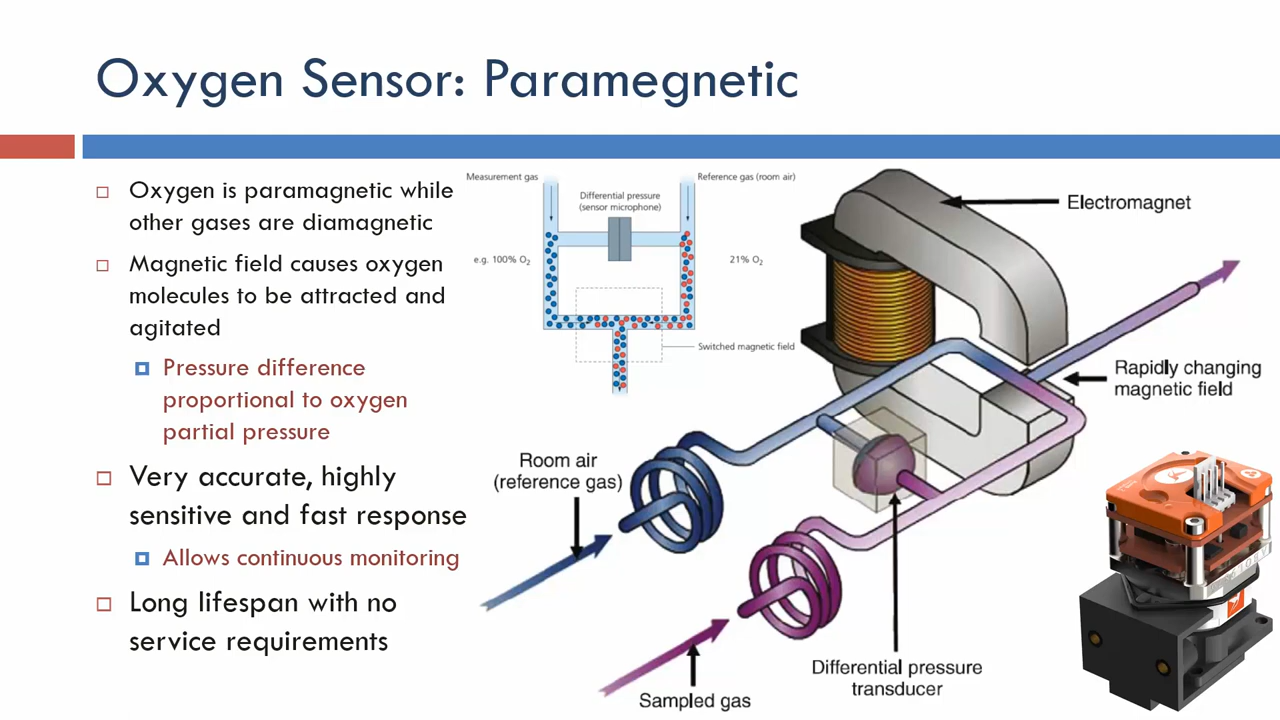 Oxygen Sensor: Paramegnetic
Oxygen is paramagnetic while
other gases are diamagnetic
Magnetic field causes oxygen
molecules to be attracted and
agitated
Pressure difference
proportional to oxygen
partial pressure
Very accurate, highly
sensitive and fast response
Allows continuous monitoring
Long lifespan with no
service requirements
Measurement gas
Reference gas (room air)
Differential pressure
(sensor microphone)
e.g. 100% O₂
21% O₂
Switched magnetic field
Electromagnet
Rapidly changing
magnetic field
Room air
(reference gas)
Sampled gas
Differential pressure
transducer